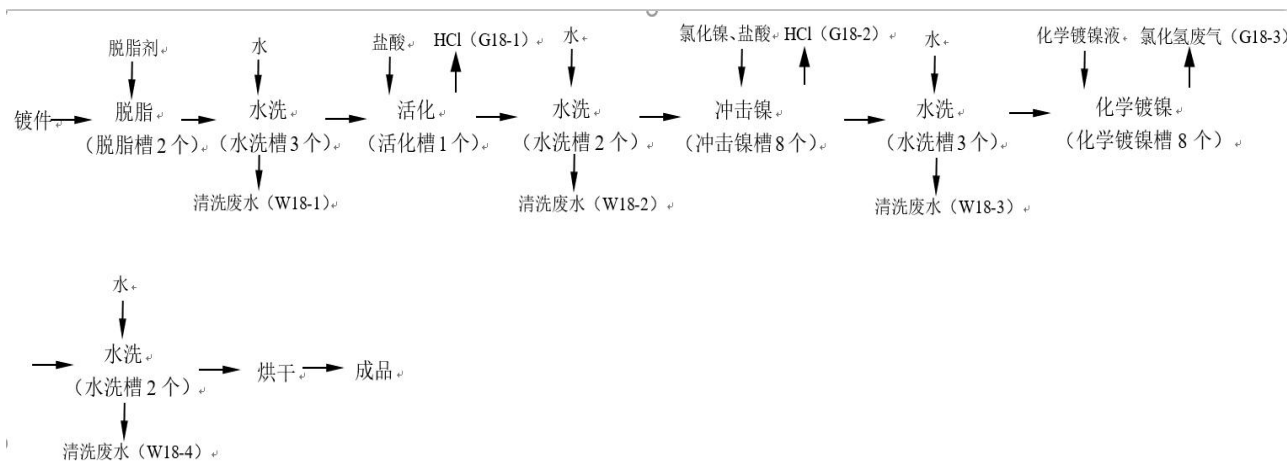 脱脂剂
水
盐酸
HCl（G18-1）
水
氯化镍、盐酸
HCl（G18-2）
水
化学镀镍液
氯化氢废气（G18-3）
镀件
脱脂
水洗
活化
水洗
冲击镍
水洗
化学镀镍
（脱脂槽 2 个）
（水洗槽 3 个）
（活化槽 1 个）
（水洗槽 2 个）
（冲击镍槽 8 个）
（水洗槽 3 个）
（化学镀镍槽 8 个）
清洗废水（W18-1）
清洗废水（W18-2）
清洗废水（W18-3）
水
水洗
（水洗槽 2 个）
烘干
成品
清洗废水（W18-4）